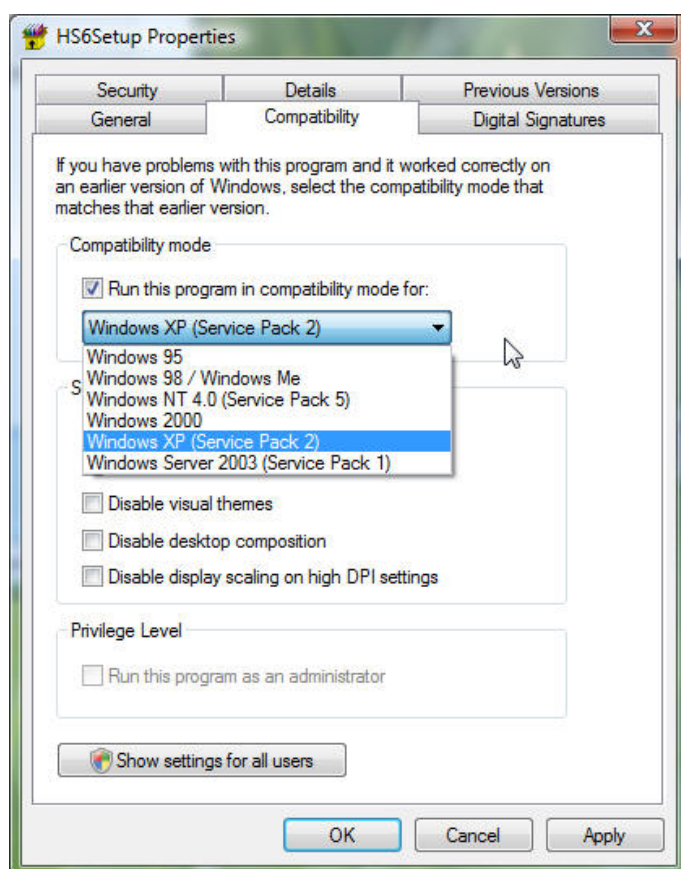 HS6Setup Properties
Security Details Previous Versions
General Compatibility Digital Signatures
If you have problems with this program and it worked correctly on
an earlier version of Windows, select the compatibility mode that
matches that earlier version.
Compatibility mode
Run this program in compatibility mode for:
Windows XP (Service Pack 2)
Windows 95
Windows 98 / Windows Me
Windows NT 4.0 (Service Pack 5)
Windows 2000
Windows XP (Service Pack 2)
Windows Server 2003 (Service Pack 1)
Disable visual themes
Disable desktop composition
Disable display scaling on high DPI settings
Privilege Level
Run this program as an administrator
Show settings for all users
OK Cancel Apply